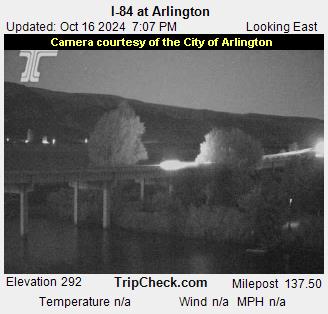 I-84 at Arlington
Updated: Oct 16 2024 7:07 PM Looking East
Camera courtesy of the City of Arlington
Elevation 292 TripCheck.com Milepost 137.50
Temperature n/a Wind n/a MPH n/a